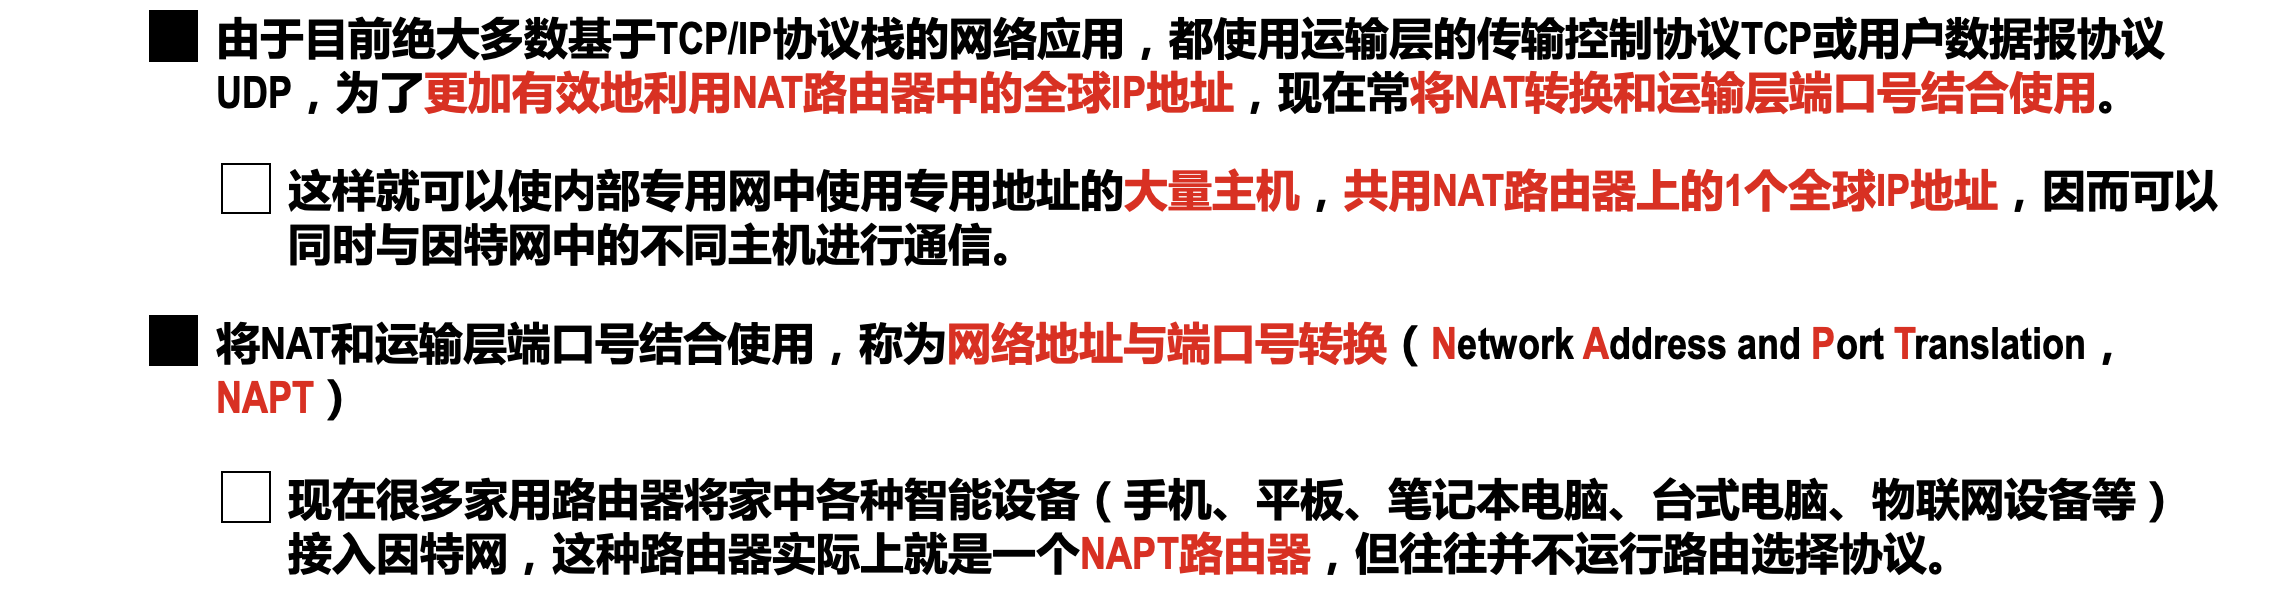 由于目前绝大多数基于TCP/IP协议栈的网络应用，都使用运输层的传输控制协议TCP或用户数据报协议
UDP，为了更加有效地利用NAT路由器中的全球IP地址，现在常将NAT转换和运输层端口号结合使用。
这样就可以使内部专用网中使用专用地址的大量主机，共用NAT路由器上的1个全球IP地址，因而可以
同时与因特网中的不同主机进行通信。
将NAT和运输层端口号结合使用，称为网络地址与端口号转换（Network Address and Port Translation，
NAPT）
现在很多家用路由器将家中各种智能设备（手机、平板、笔记本电脑、台式电脑、物联网设备等）
接入因特网，这种路由器实际上就是一个NAPT路由器，但往往并不运行路由选择协议。